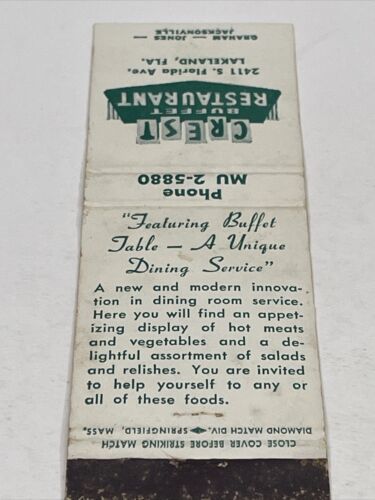 GRAHAM — JONES —
JACKSONVILLE
2411 S. Florida Ave.
LAKELAND, FLA.
CREST
BUFFET
RESTAURANT
Phone
MU 2-5880
"Featuring Buffet
Table — A Unique
Dining Service"
A new and modern innova-
tion in dining room service.
Here you will find an appet-
izing display of hot meats
and vegetables and a de-
lightful assortment of salads
and relishes. You are invited
to help yourself to any or
all of these foods.
CLOSE COVER BEFORE STRIKING MATCH
DIAMOND MATCH DIV. SPRINGFIELD, MASS.